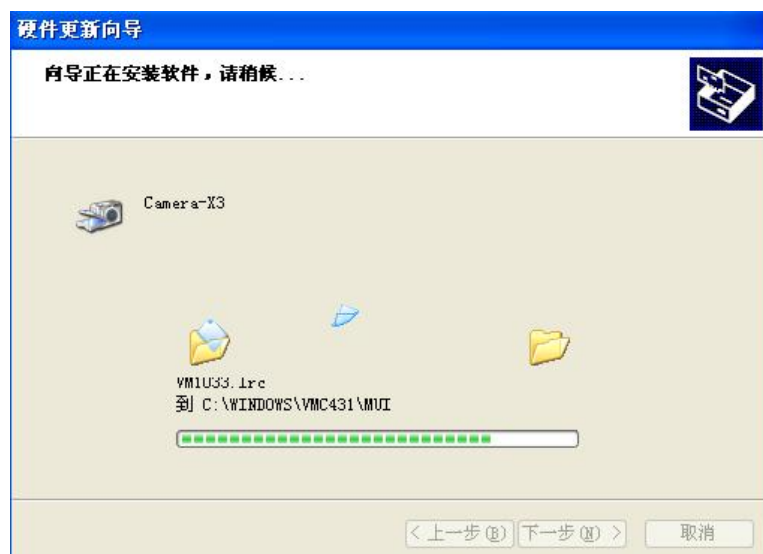 硬件更新向导
向导正在安装软件，请稍候...
Camera-X3
VM1033.lrc
到 C:\WINDOWS\VMC431\MUI
< 上一步(B) 下一步(N) > 取消